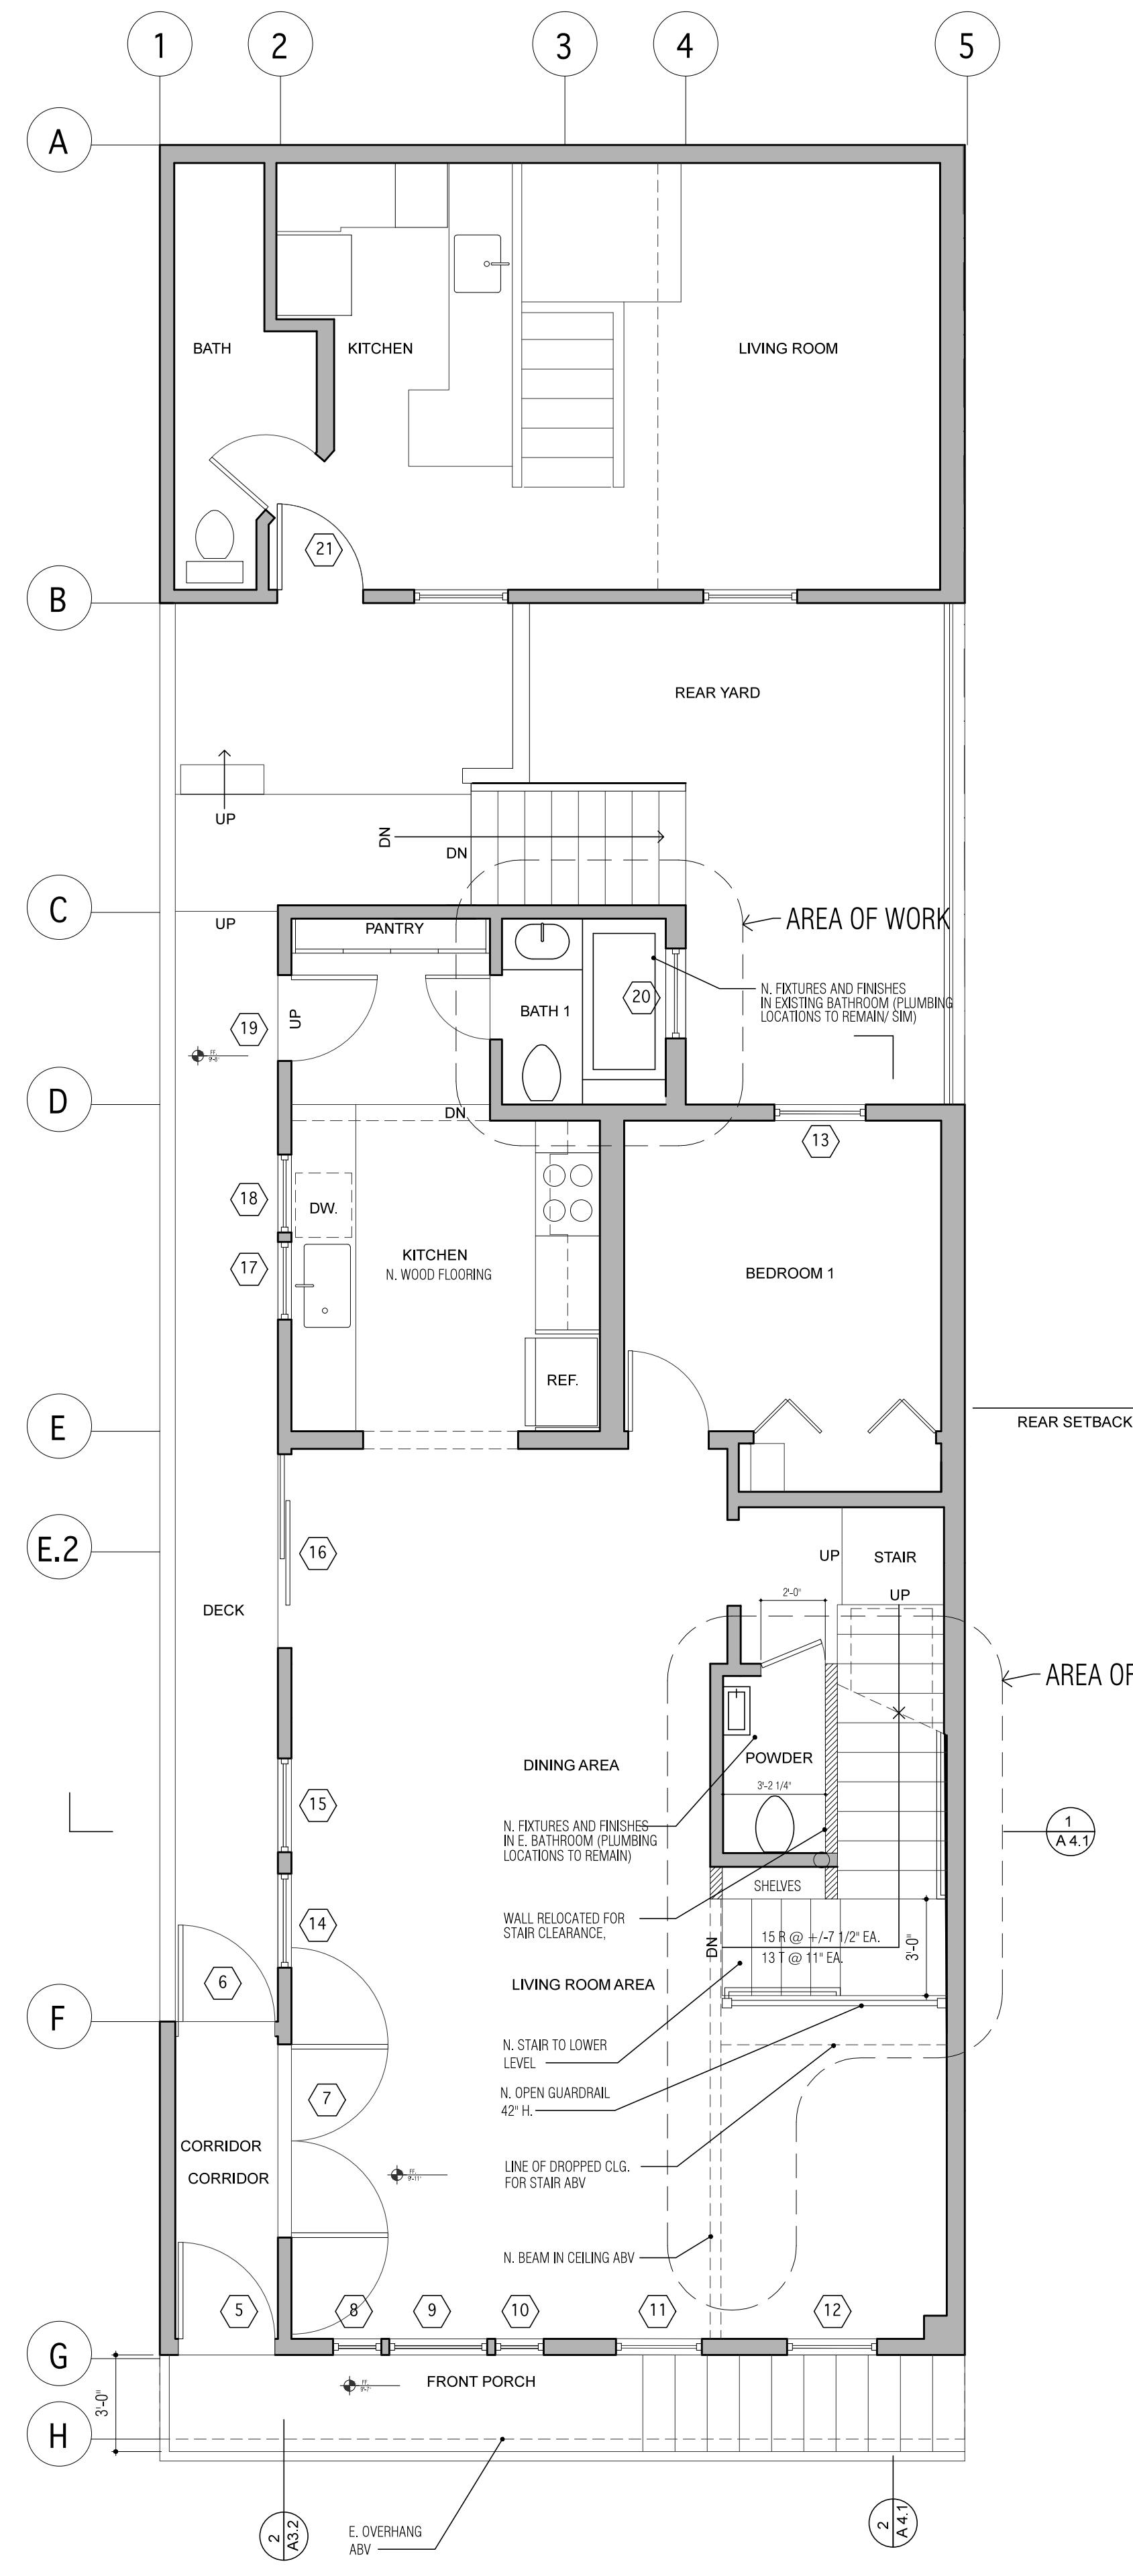 1
2
3
4
5
A
BATH
KITCHEN
LIVING ROOM
21
B
REAR YARD
UP
DN
DN
C
UP
PANTRY
AREA OF WORK
N. FIXTURES AND FINISHES
IN EXISTING BATHROOM (PLUMBING
LOCATIONS TO REMAIN/ SIM)
20
BATH 1
19
UP
FF.
D
DN
13
18
DW.
17
KITCHEN
N. WOOD FLOORING
BEDROOM 1
REF.
E
REAR SETBACK
E.2
16
UP
STAIR
UP
DECK
2'-0"
AREA OF
DINING AREA
POWDER
3'-2 1/4"
15
N. FIXTURES AND FINISHES
IN E. BATHROOM (PLUMBING
LOCATIONS TO REMAIN)
1
A 4.1
SHELVES
14
WALL RELOCATED FOR
STAIR CLEARANCE,
DN
15 R @ +/-7 1/2" EA.
13 T @ 11" EA.
3'-0"
6
LIVING ROOM AREA
F
N. STAIR TO LOWER
LEVEL
7
N. OPEN GUARDRAIL
42" H.
CORRIDOR
CORRIDOR
LINE OF DROPPED CLG.
FOR STAIR ABV
FF.
9'-11"
N. BEAM IN CEILING ABV
5
8
9
10
11
12
G
FRONT PORCH
FF.
3'-0"
H
2
A3.2
E. OVERHANG
ABV
2
A 4.1